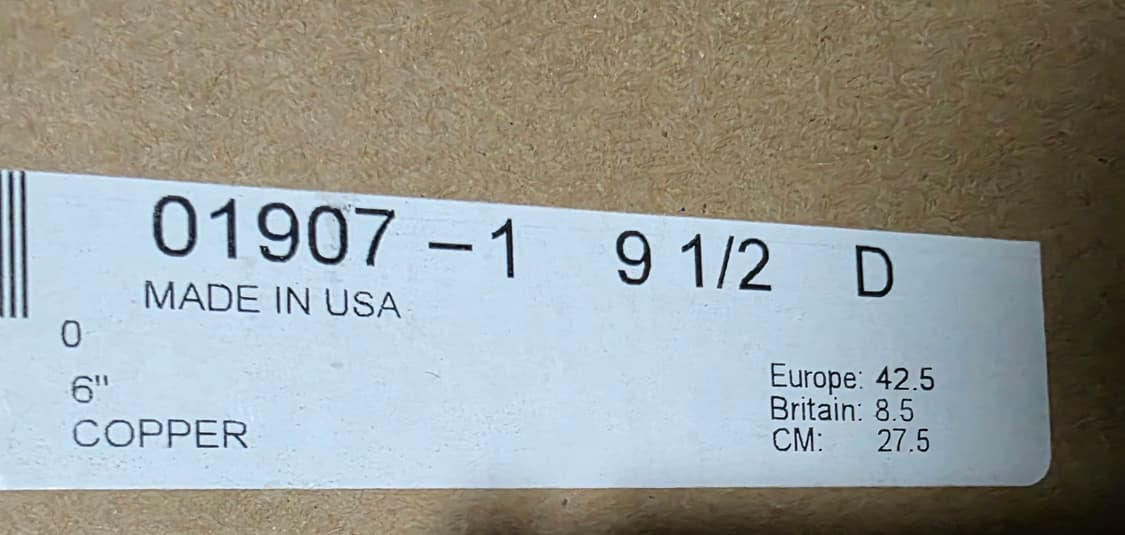 01907 – 1 9 1/2 D
MADE IN USA
0
6"
COPPER
Europe: 42.5
Britain: 8.5
CM: 27.5